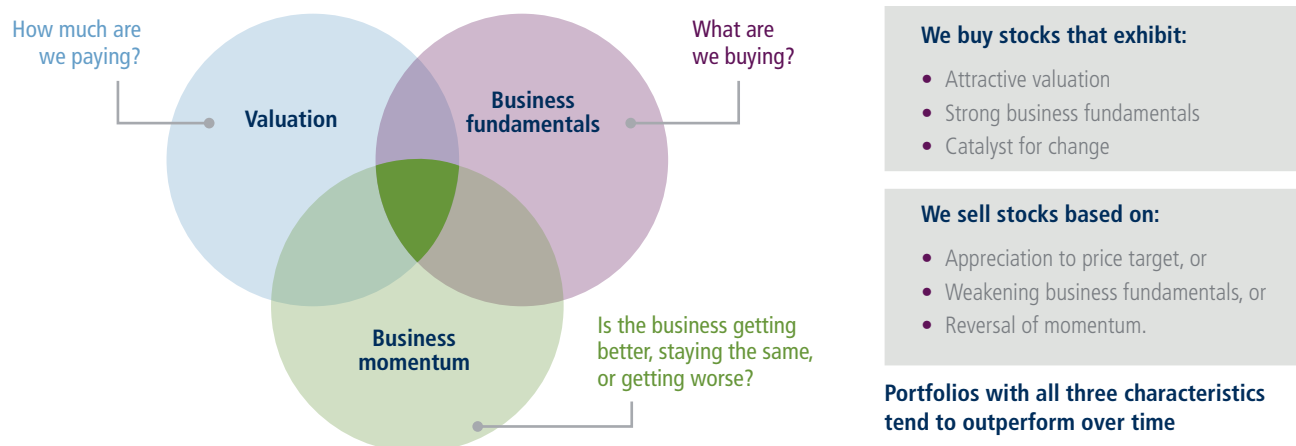 How much are
we paying?
Valuation
Business
fundamentals
What are
we buying?
Business
momentum
Is the business getting
better, staying the same,
or getting worse?
We buy stocks that exhibit:
• Attractive valuation
• Strong business fundamentals
• Catalyst for change
We sell stocks based on:
• Appreciation to price target, or
• Weakening business fundamentals, or
• Reversal of momentum.
Portfolios with all three characteristics
tend to outperform over time